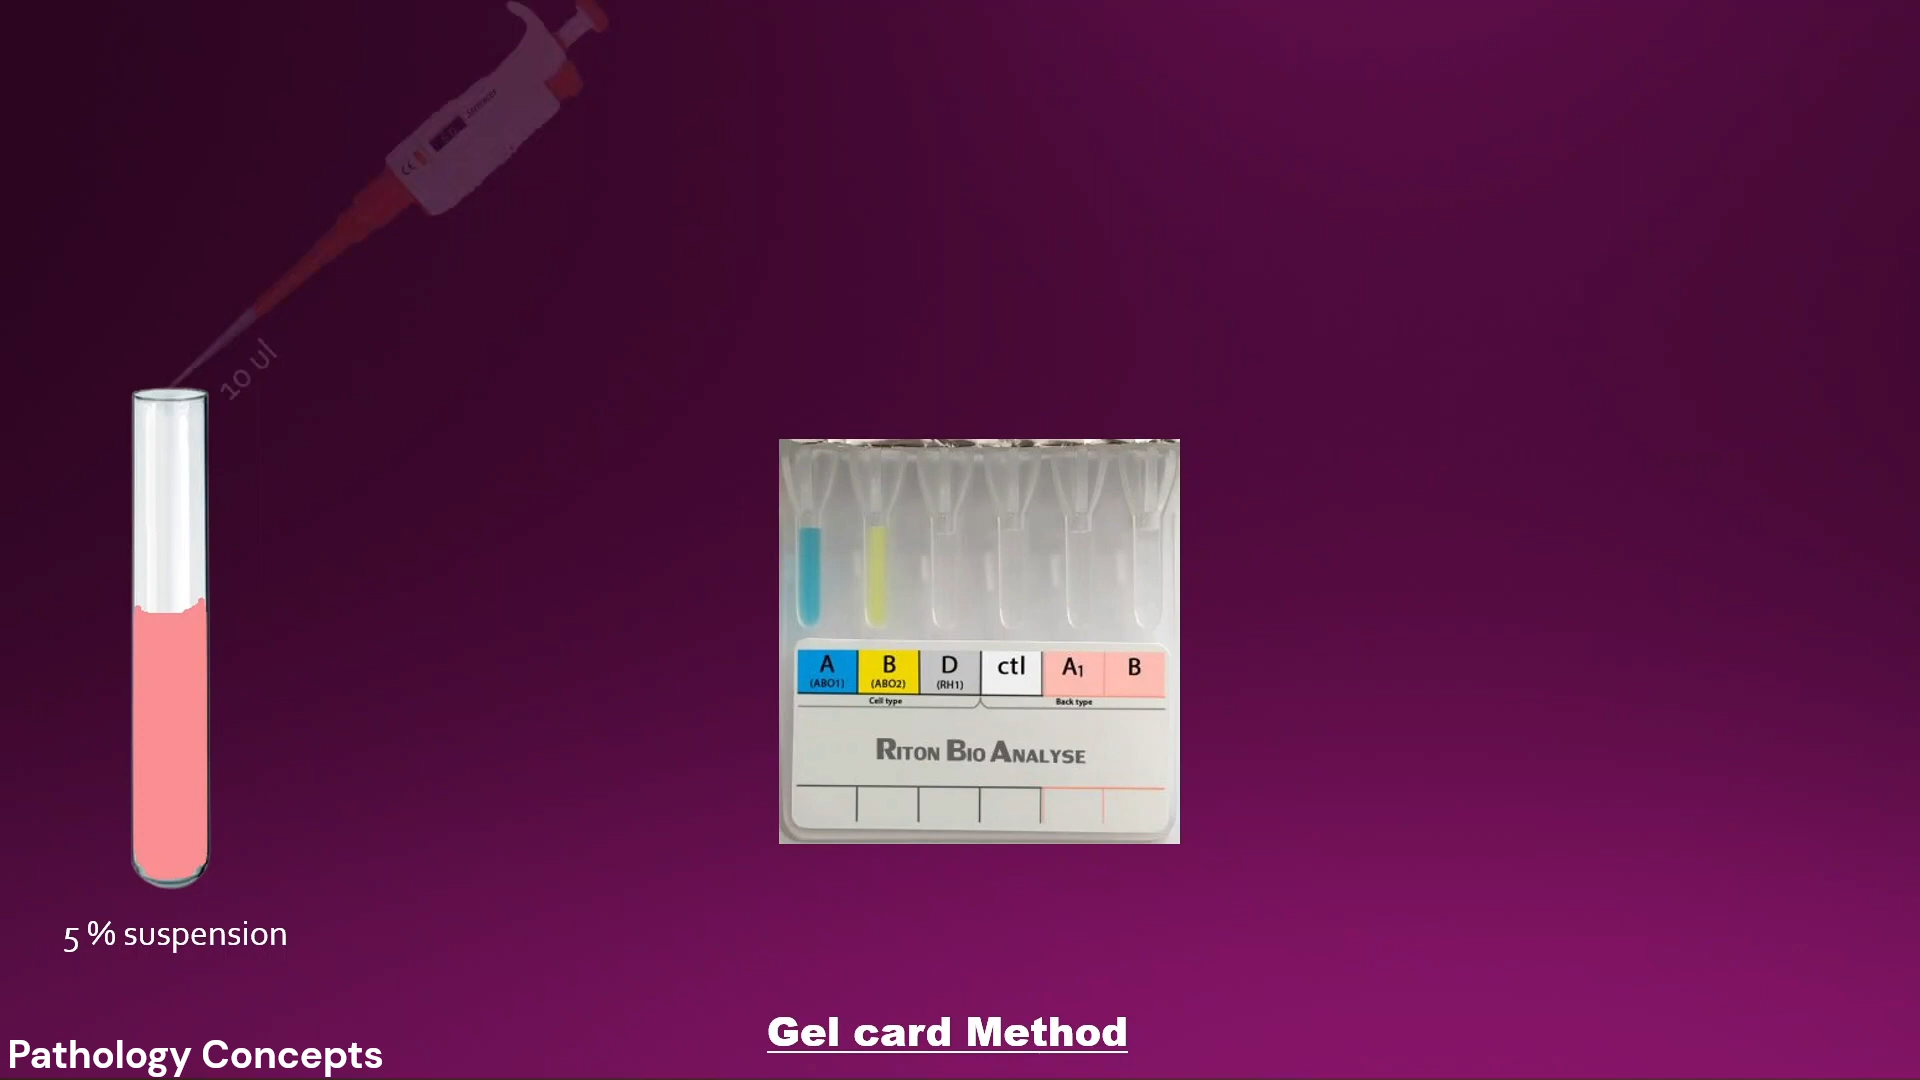 10 ul
A B D ctl A₁ B
(ABO1) (ABO2) (RH1)
Cell type Back type
RITON BIO ANALYSE
5 % suspension
Gel card Method
Pathology Concepts